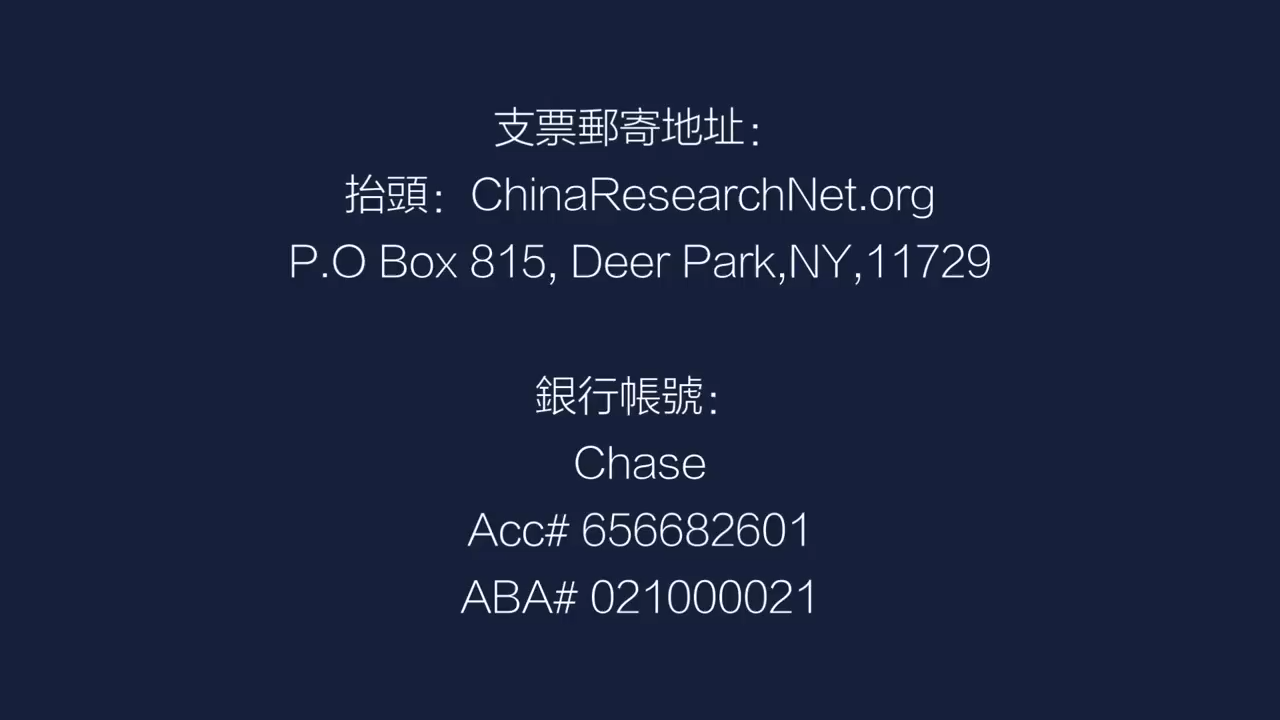 支票郵寄地址：
抬頭：ChinaResearchNet.org
P.O Box 815, Deer Park,NY,11729
銀行帳號：
Chase
Acc# 656682601
ABA# 021000021